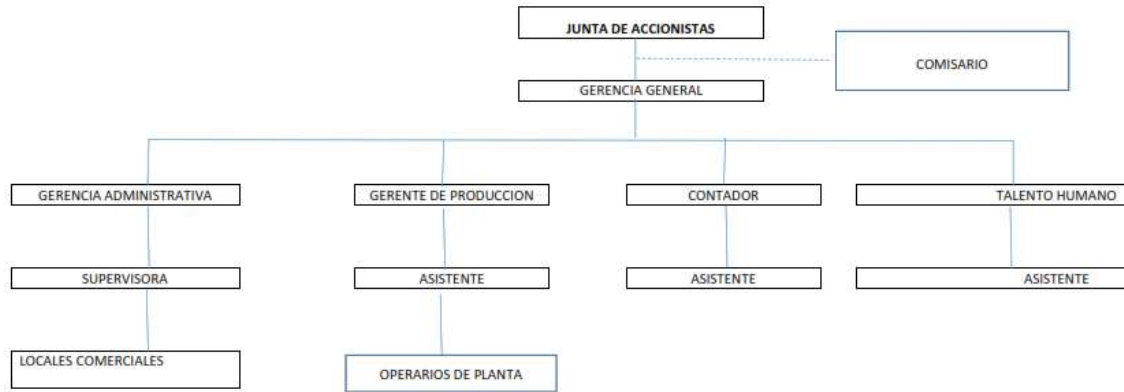 JUNTA DE ACCIONISTAS
COMISARIO
GERENCIA GENERAL
GERENCIA ADMINISTRATIVA
GERENTE DE PRODUCCION
CONTADOR
TALENTO HUMANO
SUPERVISORA
ASISTENTE
ASISTENTE
ASISTENTE
LOCALES COMERCIALES
OPERARIOS DE PLANTA